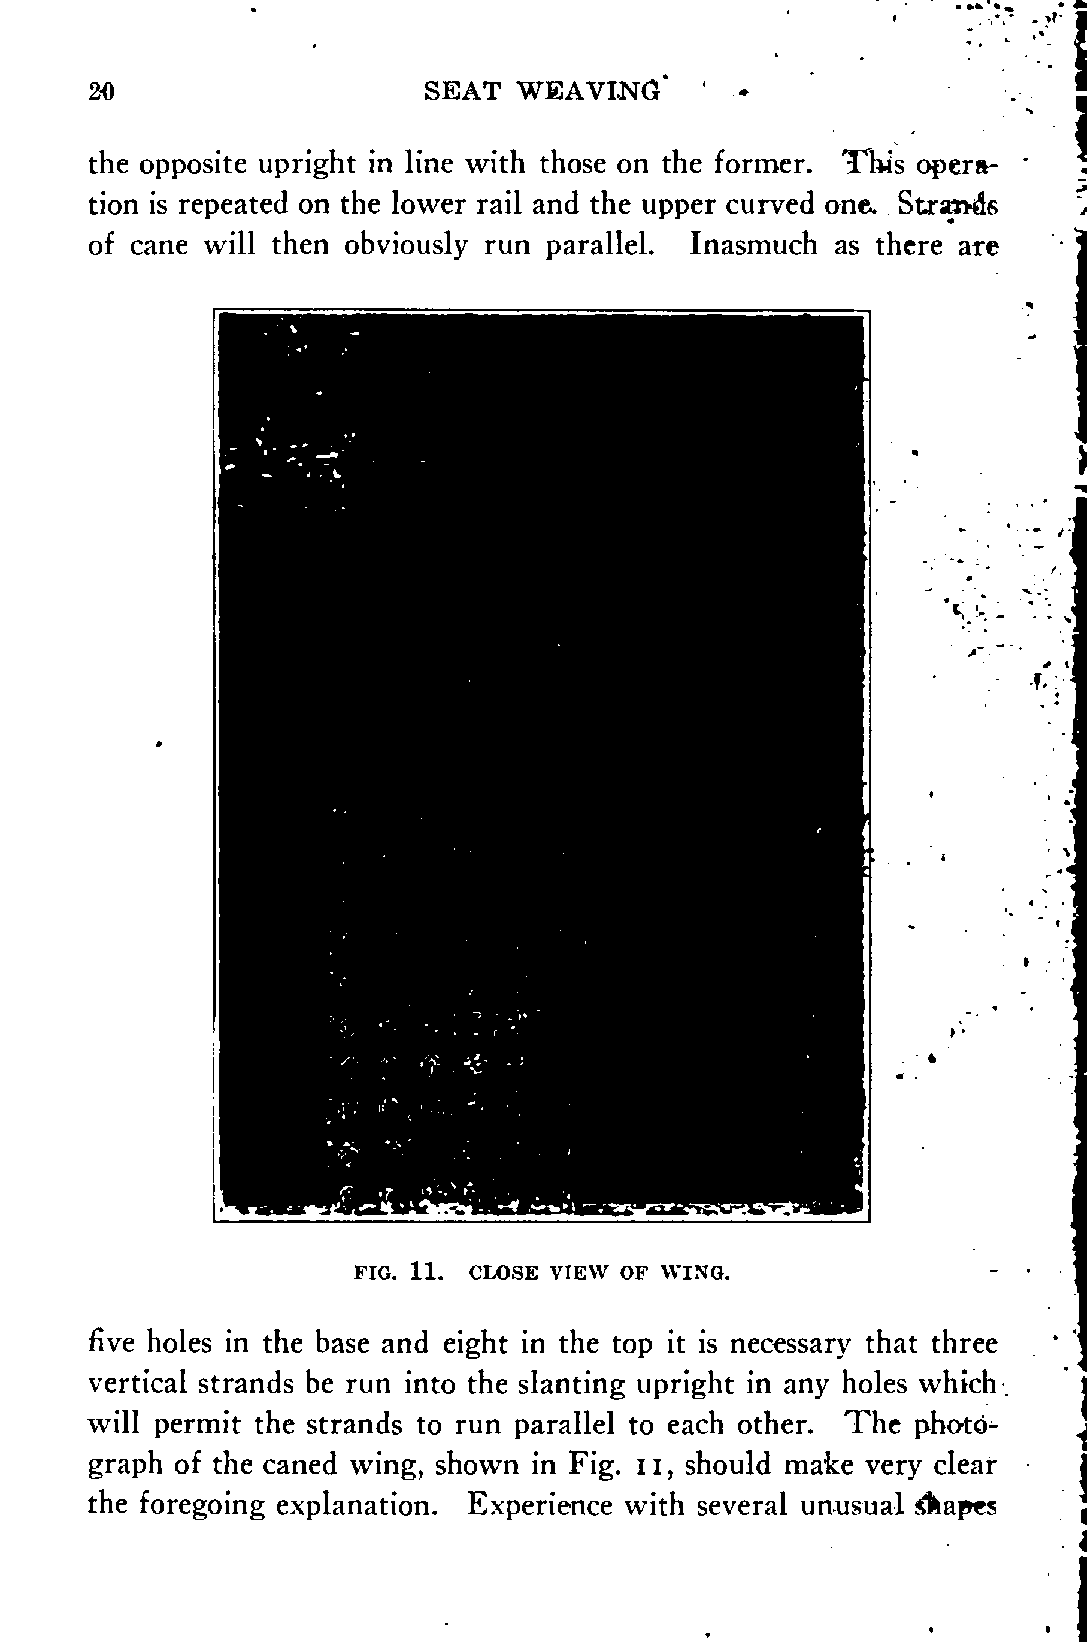 20 SEAT WEAVING
the opposite upright in line with those on the former. This opera-
tion is repeated on the lower rail and the upper curved one. Strands
of cane will then obviously run parallel. Inasmuch as there are
FIG. 11. CLOSE VIEW OF WING.
five holes in the base and eight in the top it is necessary that three
vertical strands be run into the slanting upright in any holes which
will permit the strands to run parallel to each other. The photo-
graph of the caned wing, shown in Fig. 11, should make very clear
the foregoing explanation. Experience with several unusual shapes